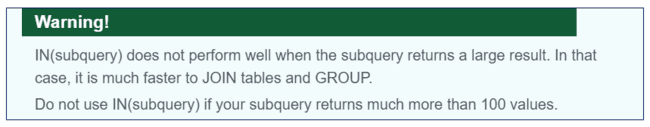 Warning!
IN(subquery) does not perform well when the subquery returns a large result. In that
case, it is much faster to JOIN tables and GROUP.
Do not use IN(subquery) if your subquery returns much more than 100 values.